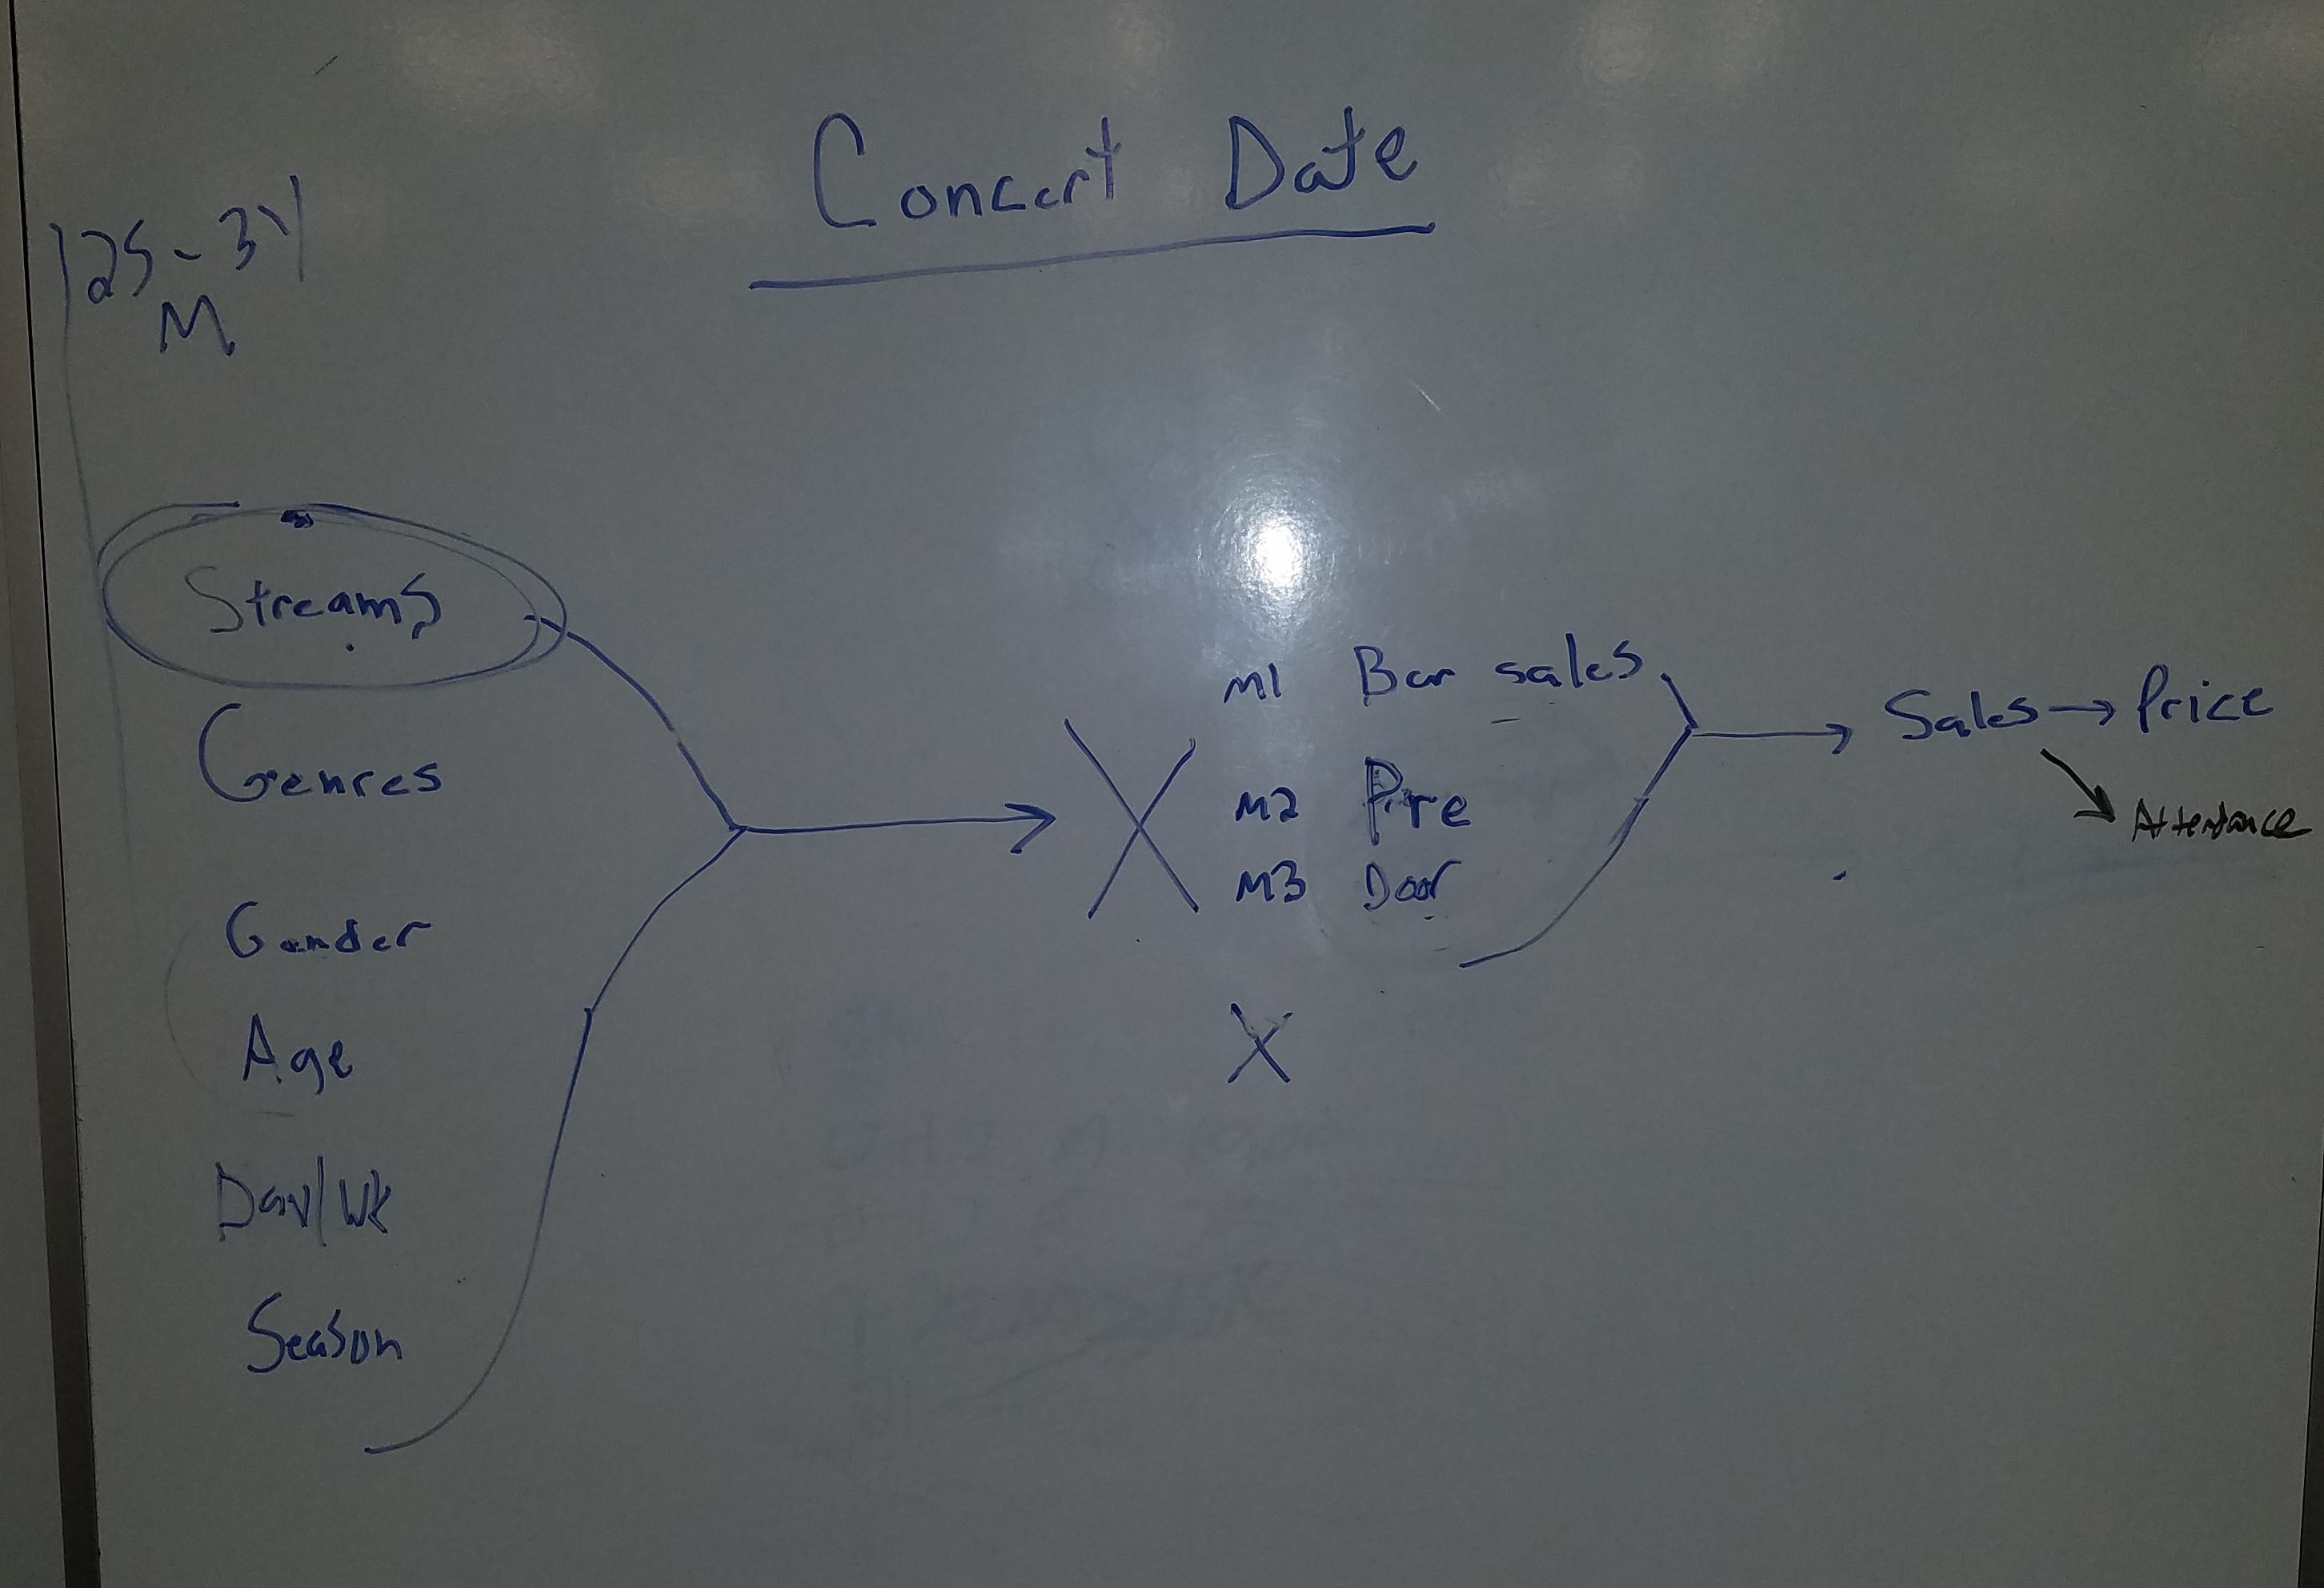 Concert Date
25-34
M
Streams
Genres
Gender
Age
Day/Wk
Season
X
M1 Bar sales
M2 Pre
M3 Door
X
Sales → Price
Attendance